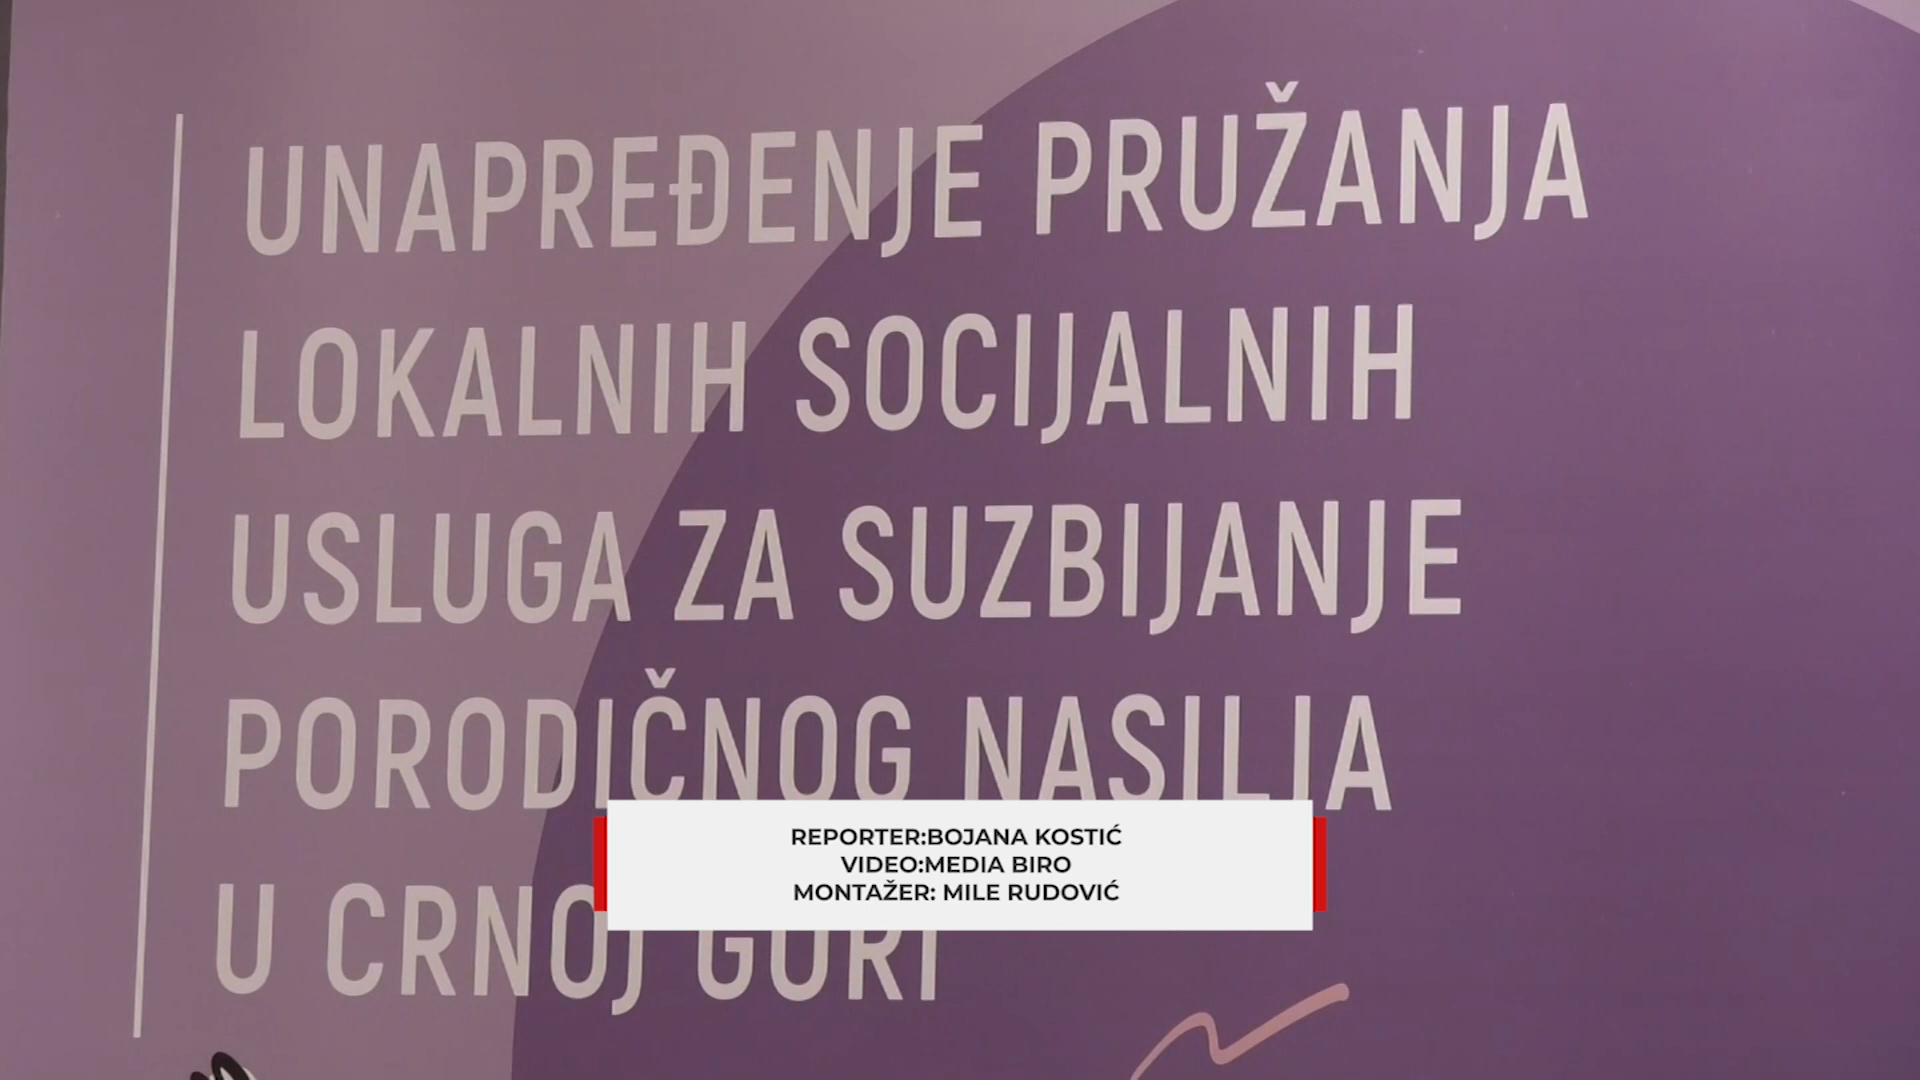 UNAPREĐENJE PRUŽANJA
LOKALNIH SOCIJALNIH
USLUGA ZA SUZBIJANJE
PORODIČNOG NASILJA
U CRNOJ GORI
REPORTER:BOJANA KOSTIĆ
VIDEO:MEDIA BIRO
MONTAŽER: MILE RUDOVIĆ